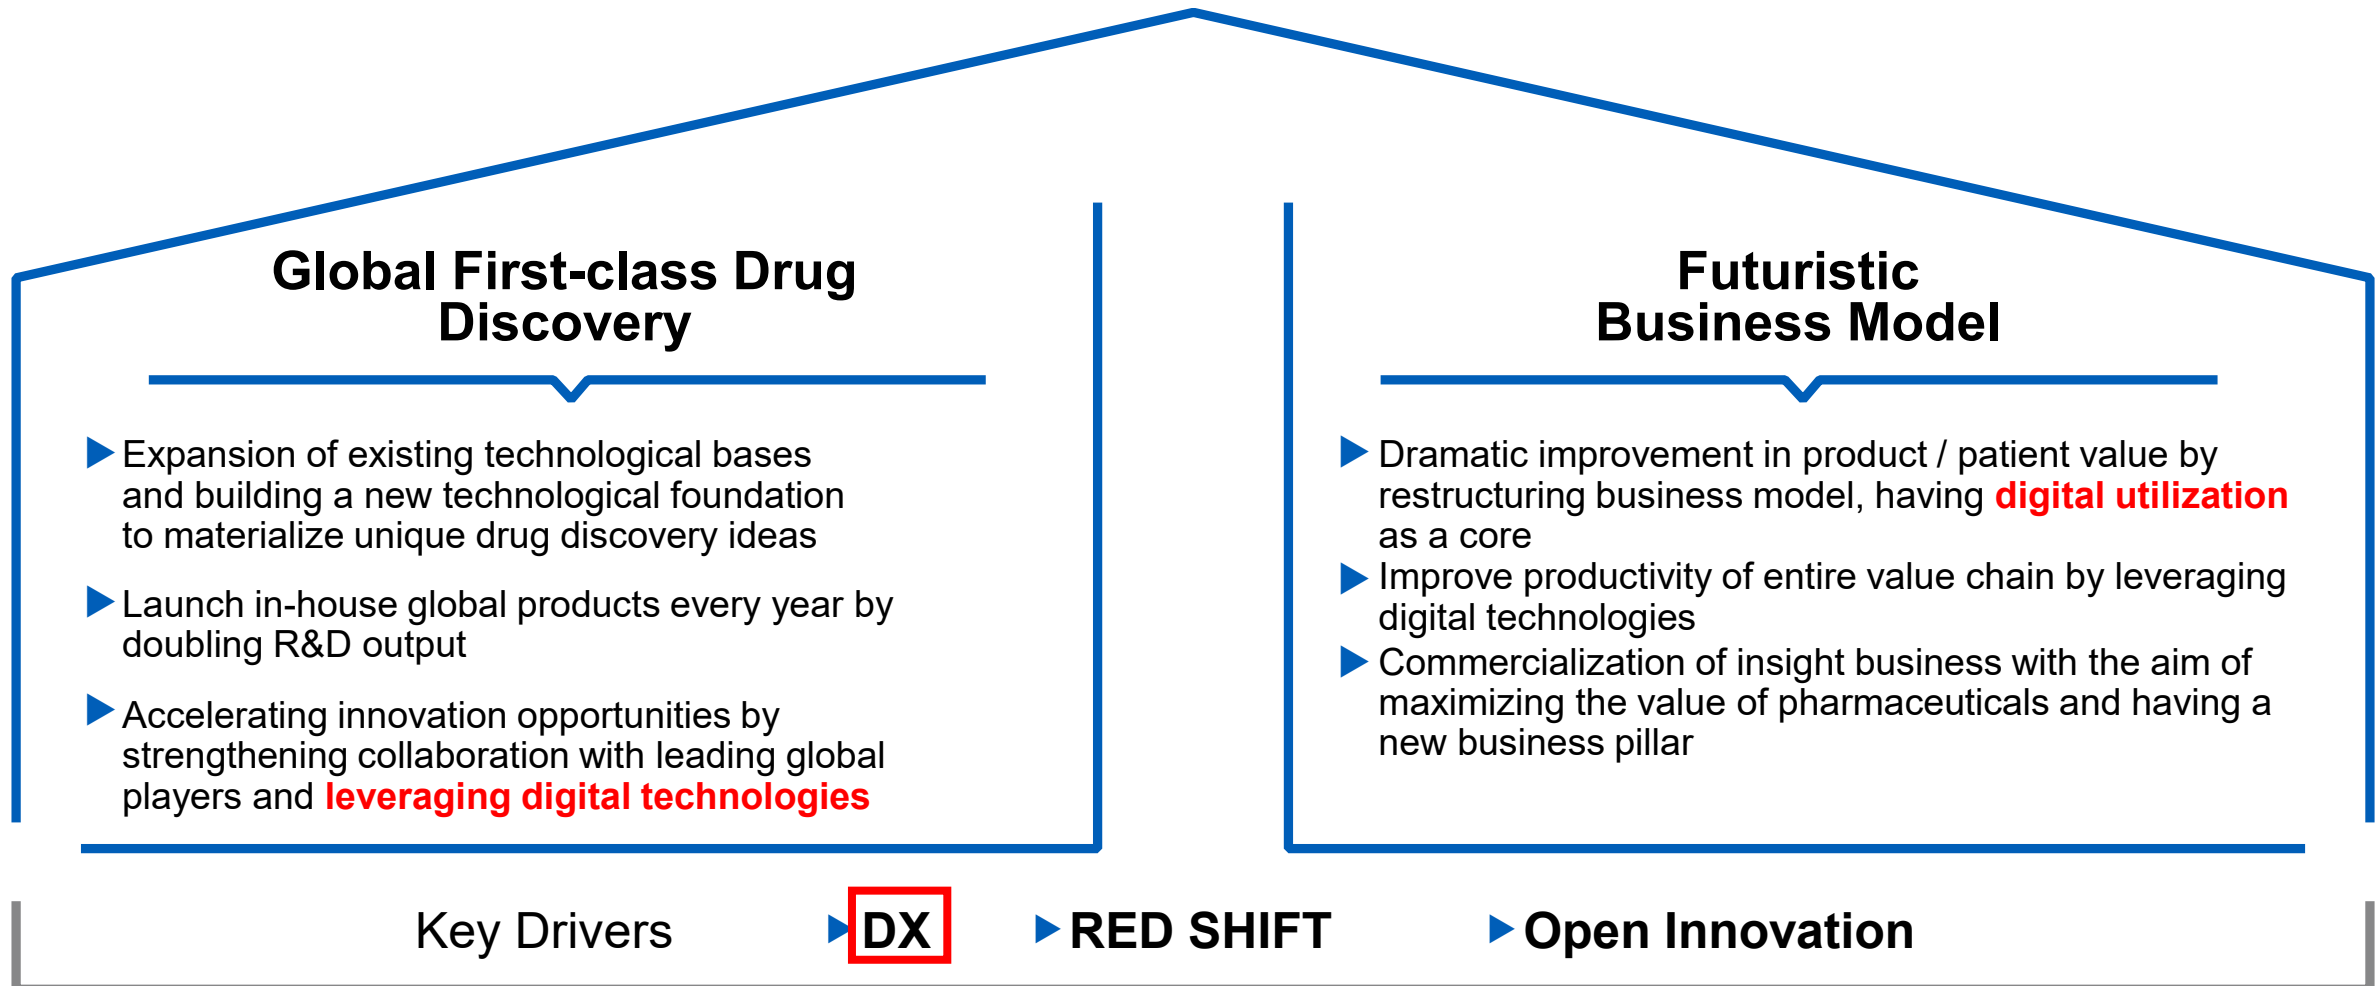 Global First-class Drug
Discovery
Expansion of existing technological bases
and building a new technological foundation
to materialize unique drug discovery ideas
Launch in-house global products every year by
doubling R&D output
Accelerating innovation opportunities by
strengthening collaboration with leading global
players and leveraging digital technologies
Futuristic
Business Model
Dramatic improvement in product / patient value by
restructuring business model, having digital utilization
as a core
Improve productivity of entire value chain by leveraging
digital technologies
Commercialization of insight business with the aim of
maximizing the value of pharmaceuticals and having a
new business pillar
Key Drivers DX RED SHIFT Open Innovation